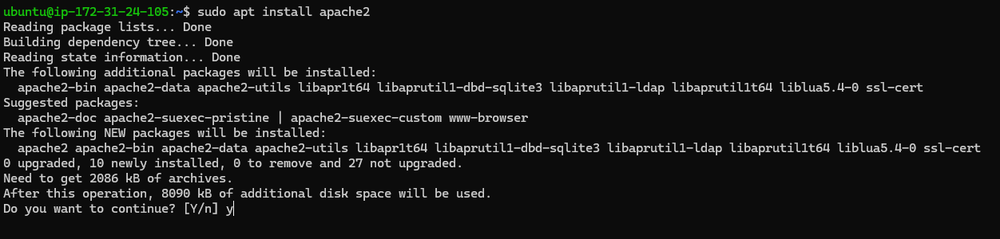 ubuntu@ip-172-31-24-105:~$ sudo apt install apache2
Reading package lists... Done
Building dependency tree... Done
Reading state information... Done
The following additional packages will be installed:
  apache2-bin apache2-data apache2-utils libapr1t64 libaprutil1-dbd-sqlite3 libaprutil1-ldap libaprutil1t64 liblua5.4-0 ssl-cert
Suggested packages:
  apache2-doc apache2-suexec-pristine | apache2-suexec-custom www-browser
The following NEW packages will be installed:
  apache2 apache2-bin apache2-data apache2-utils libapr1t64 libaprutil1-dbd-sqlite3 libaprutil1-ldap libaprutil1t64 liblua5.4-0 ssl-cert
0 upgraded, 10 newly installed, 0 to remove and 27 not upgraded.
Need to get 2086 kB of archives.
After this operation, 8090 kB of additional disk space will be used.
Do you want to continue? [Y/n] y